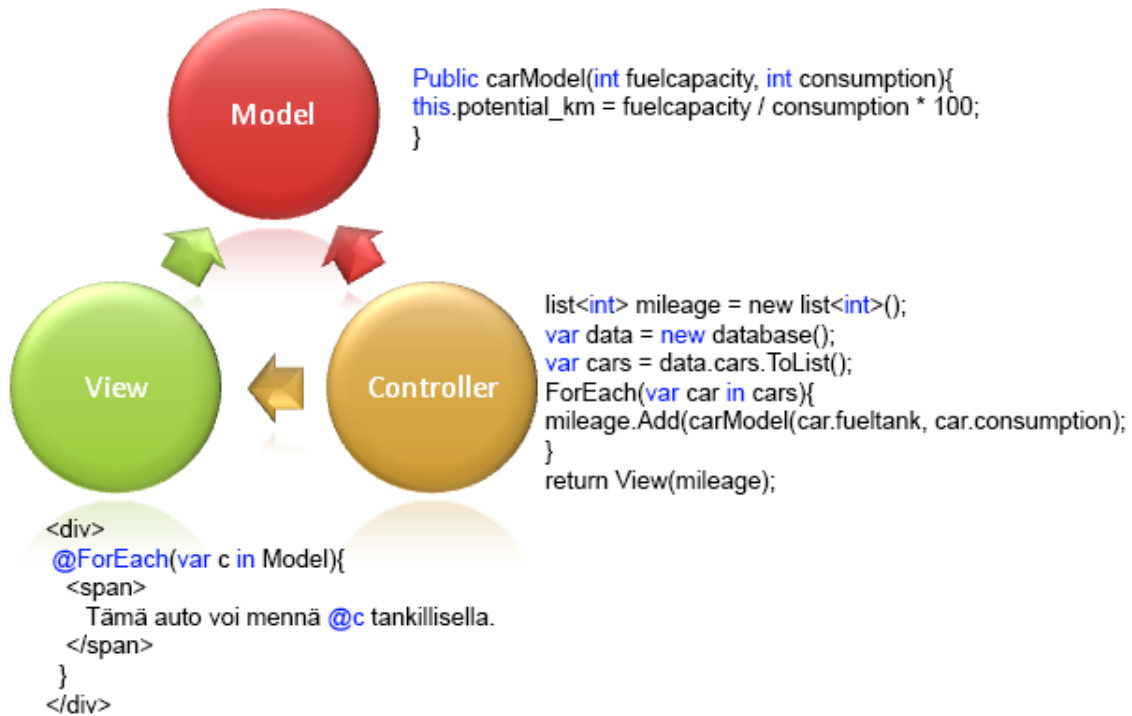 Model
Public carModel(int fuelcapacity, int consumption){
this.potential_km = fuelcapacity / consumption * 100;
}
View
Controller
list<int> mileage = new list<int>();
var data = new database();
var cars = data.cars.ToList();
ForEach(var car in cars){
mileage.Add(carModel(car.fueltank, car.consumption);
}
return View(mileage);
<div>
@ForEach(var c in Model){
<span>
Tämä auto voi mennä @c tankillisella.
</span>
}
</div>